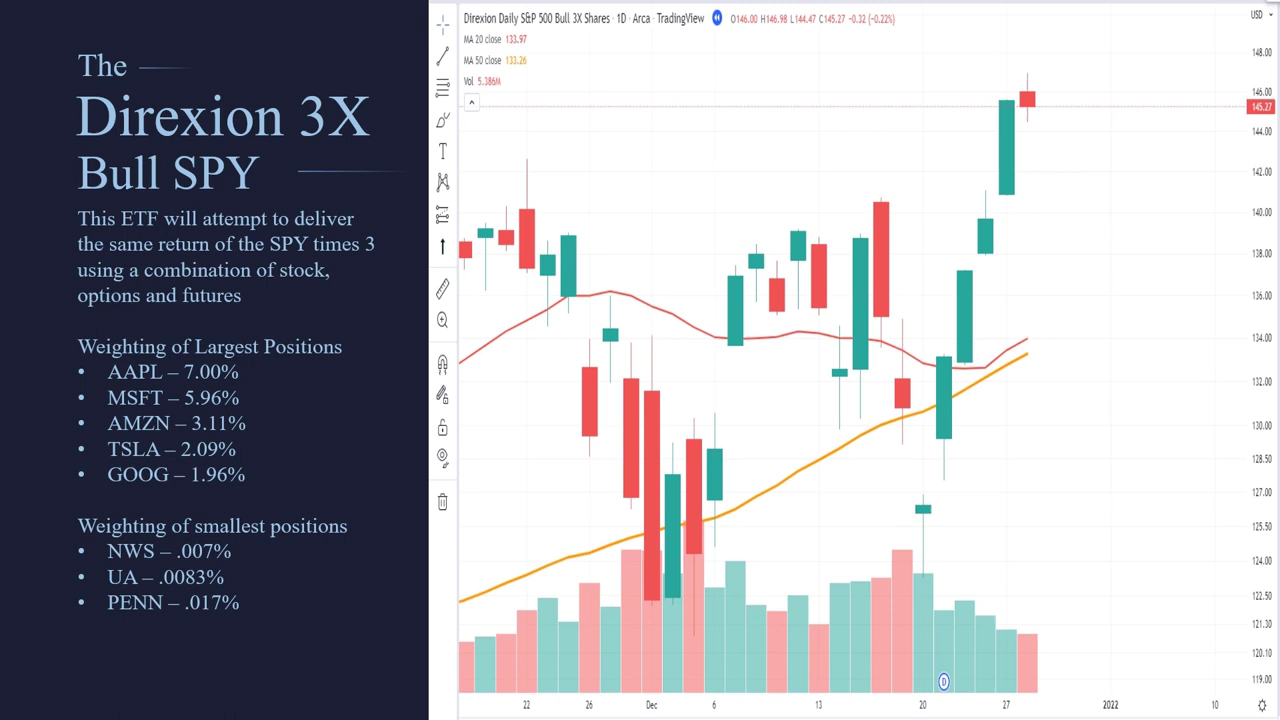 The
Direxion 3X
Bull SPY
This ETF will attempt to deliver
the same return of the SPY times 3
using a combination of stock,
options and futures
Weighting of Largest Positions
• AAPL – 7.00%
• MSFT – 5.96%
• AMZN – 3.11%
• TSLA – 2.09%
• GOOG – 1.96%
Weighting of smallest positions
• NWS – .007%
• UA – .0083%
• PENN – .017%
Direxion Daily S&P 500 Bull 3X Shares · 1D · Arca · TradingView O146.00 H146.98 L144.47 C145.27 -0.32 (-0.22%)
MA 20 close 133.97
MA 50 close 133.26
Vol 5.386M
USD
148.00
146.00
145.27
144.00
142.00
140.00
138.00
136.00
134.00
132.00
130.00
128.50
127.00
125.50
124.00
122.50
121.30
120.10
119.00
D
22 26 Dec 6 13 20 27 2022 10